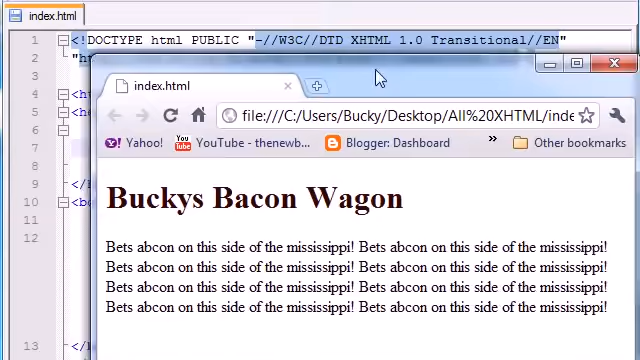 index.html
1 <!DOCTYPE html PUBLIC "-//W3C//DTD XHTML 1.0 Transitional//EN"
2
3
4
5
6
7
8
9
10
11
12
13
index.html
file:///C:/Users/Bucky/Desktop/All%20XHTML/inde
Yahoo! YouTube - thenewb... Blogger: Dashboard » Other bookmarks
Buckys Bacon Wagon
Bets abcon on this side of the mississippi! Bets abcon on this side of the mississippi!
Bets abcon on this side of the mississippi! Bets abcon on this side of the mississippi!
Bets abcon on this side of the mississippi! Bets abcon on this side of the mississippi!
Bets abcon on this side of the mississippi! Bets abcon on this side of the mississippi!